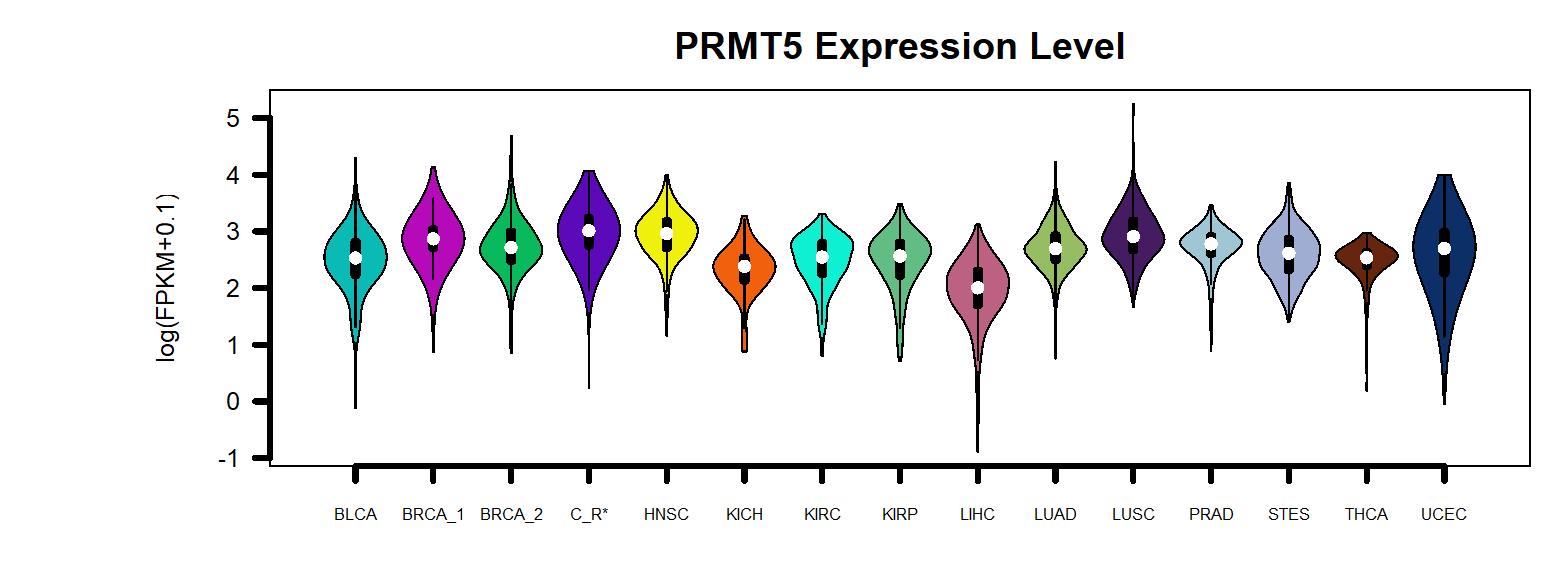 PRMT5 Expression Level
log(FPKM+0.1)
5
4
3
2
1
0
-1
BLCA BRCA_1 BRCA_2 C_R* HNSC KICH KIRC KIRP LIHC LUAD LUSC PRAD STES THCA UCEC